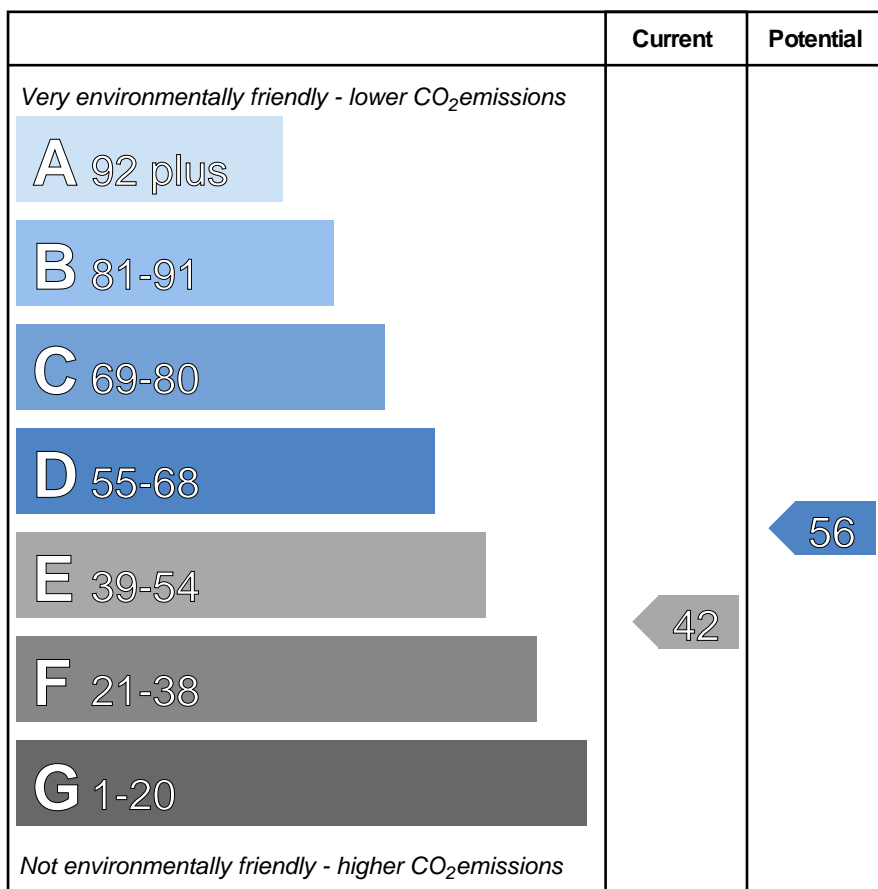 Current Potential
Very environmentally friendly - lower CO₂emissions
A 92 plus
B 81-91
C 69-80
D 55-68
56
E 39-54
42
F 21-38
G 1-20
Not environmentally friendly - higher CO₂emissions